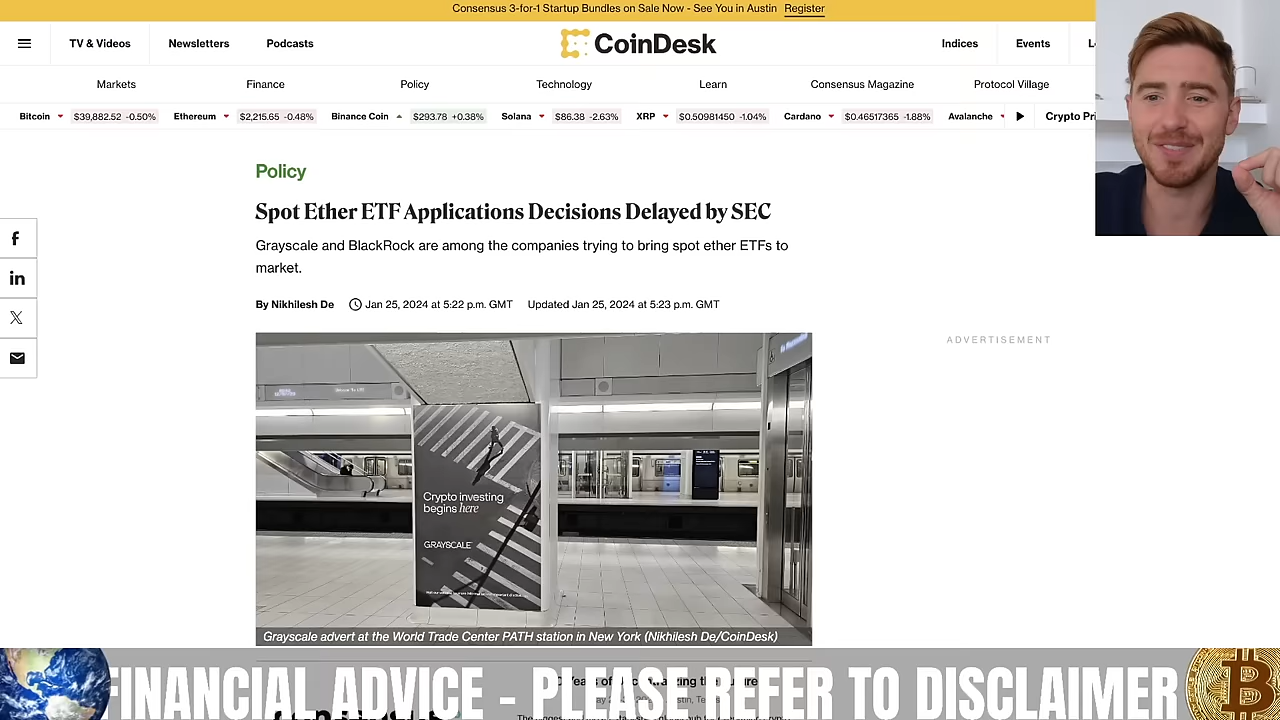 Consensus 3-for-1 Startup Bundles on Sale Now - See You in Austin Register
TV & Videos Newsletters Podcasts CoinDesk Indices Events
Markets Finance Policy Technology Learn Consensus Magazine Protocol Village
Bitcoin $39,882.52 -0.50% Ethereum $2,215.65 -0.48% Binance Coin $293.78 +0.38% Solana $86.38 -2.63% XRP $0.50981450 -1.04% Cardano $0.46517365 -1.88% Avalanche Crypto
Policy
Spot Ether ETF Applications Decisions Delayed by SEC
Grayscale and BlackRock are among the companies trying to bring spot ether ETFs to
market.
By Nikhilesh De Jan 25, 2024 at 5:22 p.m. GMT Updated Jan 25, 2024 at 5:23 p.m. GMT
ADVERTISEMENT
Crypto investing
begins here
GRAYSCALE
Grayscale advert at the World Trade Center PATH station in New York (Nikhilesh De/CoinDesk)
FINANCIAL ADVICE - PLEASE REFER TO DISCLAIMER